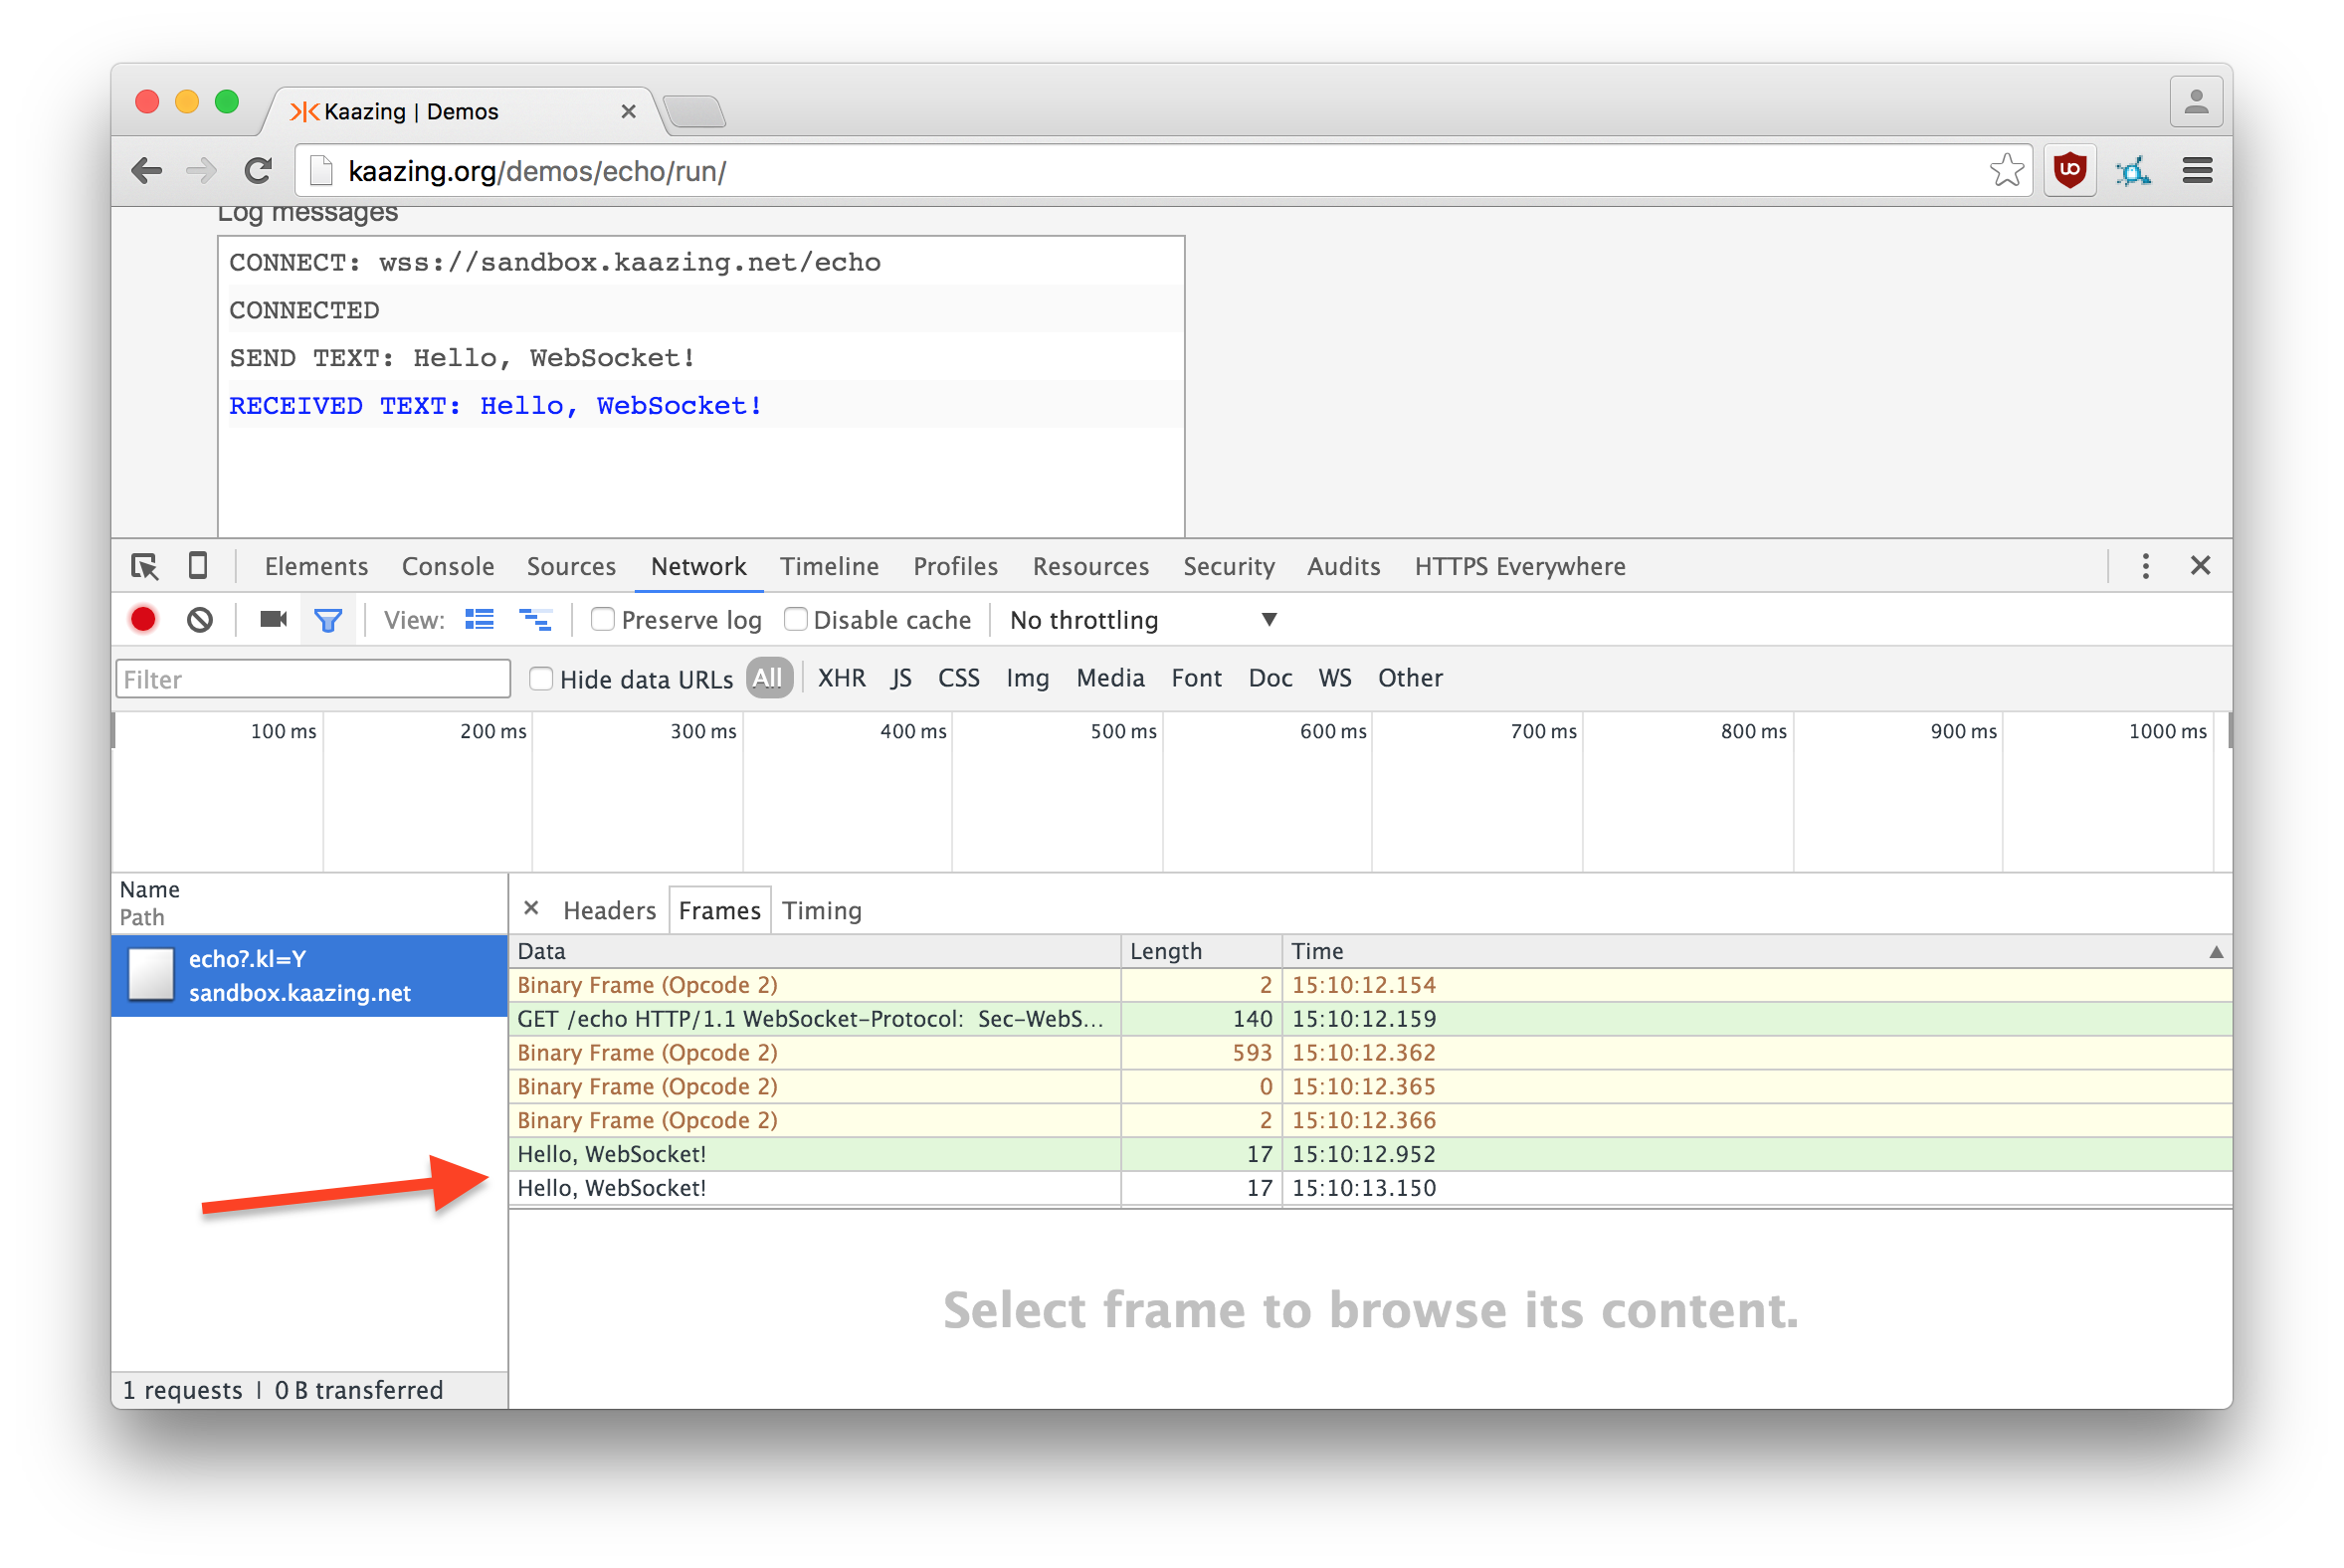 Kaazing | Demos
kaazing.org/demos/echo/run/
Log messages
CONNECT: wss://sandbox.kaazing.net/echo
CONNECTED
SEND TEXT: Hello, WebSocket!
RECEIVED TEXT: Hello, WebSocket!
Elements Console Sources Network Timeline Profiles Resources Security Audits HTTPS Everywhere
View: Preserve log Disable cache No throttling
Filter Hide data URLs All XHR JS CSS Img Media Font Doc WS Other
100 ms 200 ms 300 ms 400 ms 500 ms 600 ms 700 ms 800 ms 900 ms 1000 ms
Name
Path
Headers Frames Timing
Data Length Time
echo?.kl=Y
sandbox.kaazing.net
Binary Frame (Opcode 2) 2 15:10:12.154
GET /echo HTTP/1.1 WebSocket-Protocol: Sec-WebS... 140 15:10:12.159
Binary Frame (Opcode 2) 593 15:10:12.362
Binary Frame (Opcode 2) 0 15:10:12.365
Binary Frame (Opcode 2) 2 15:10:12.366
Hello, WebSocket! 17 15:10:12.952
Hello, WebSocket! 17 15:10:13.150
Select frame to browse its content.
1 requests | 0 B transferred